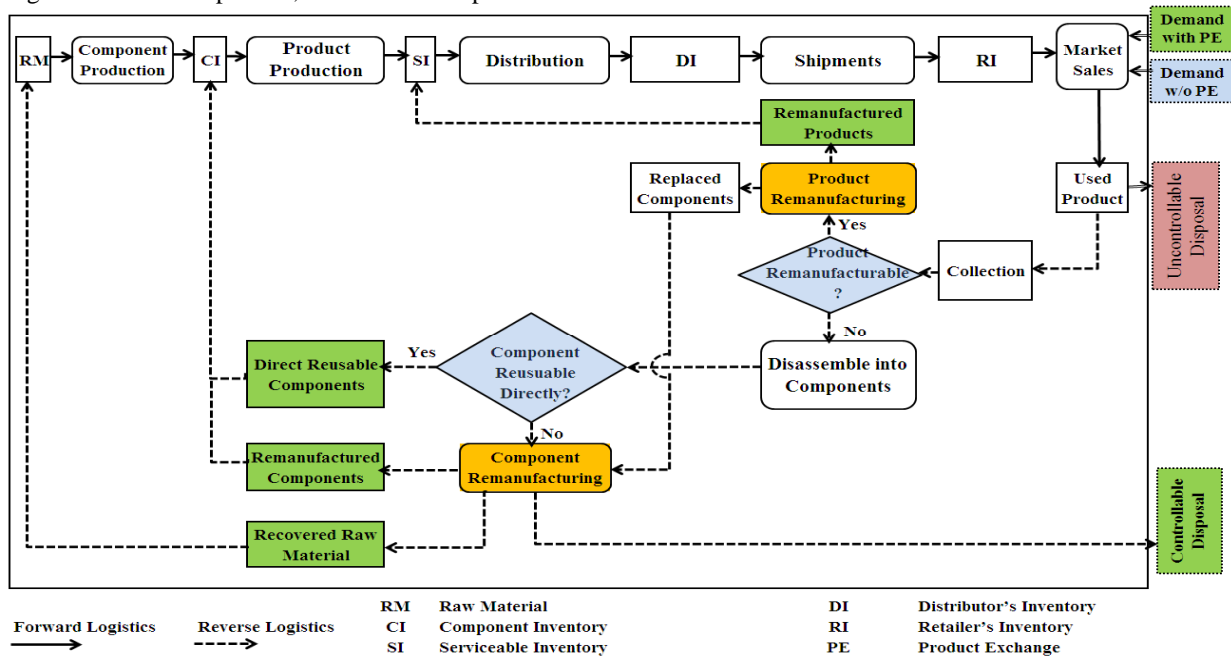 RM
Component
Production
CI
Product
Production
SI
Distribution
DI
Shipments
RI
Market
Sales
Demand
with PE
Demand
w/o PE
Remanufactured
Products
Replaced
Components
Product
Remanufacturing
Used
Product
Uncontrollable
Disposal
Yes
Product
Remanufacturable
?
Collection
No
Disassemble into
Components
Component
Reusuable
Directly?
Yes
Direct Reusable
Components
No
Component
Remanufacturing
Remanufactured
Components
Recovered Raw
Material
Controllable
Disposal
Forward Logistics
Reverse Logistics
RM Raw Material
CI Component Inventory
SI Serviceable Inventory
DI Distributor's Inventory
RI Retailer's Inventory
PE Product Exchange